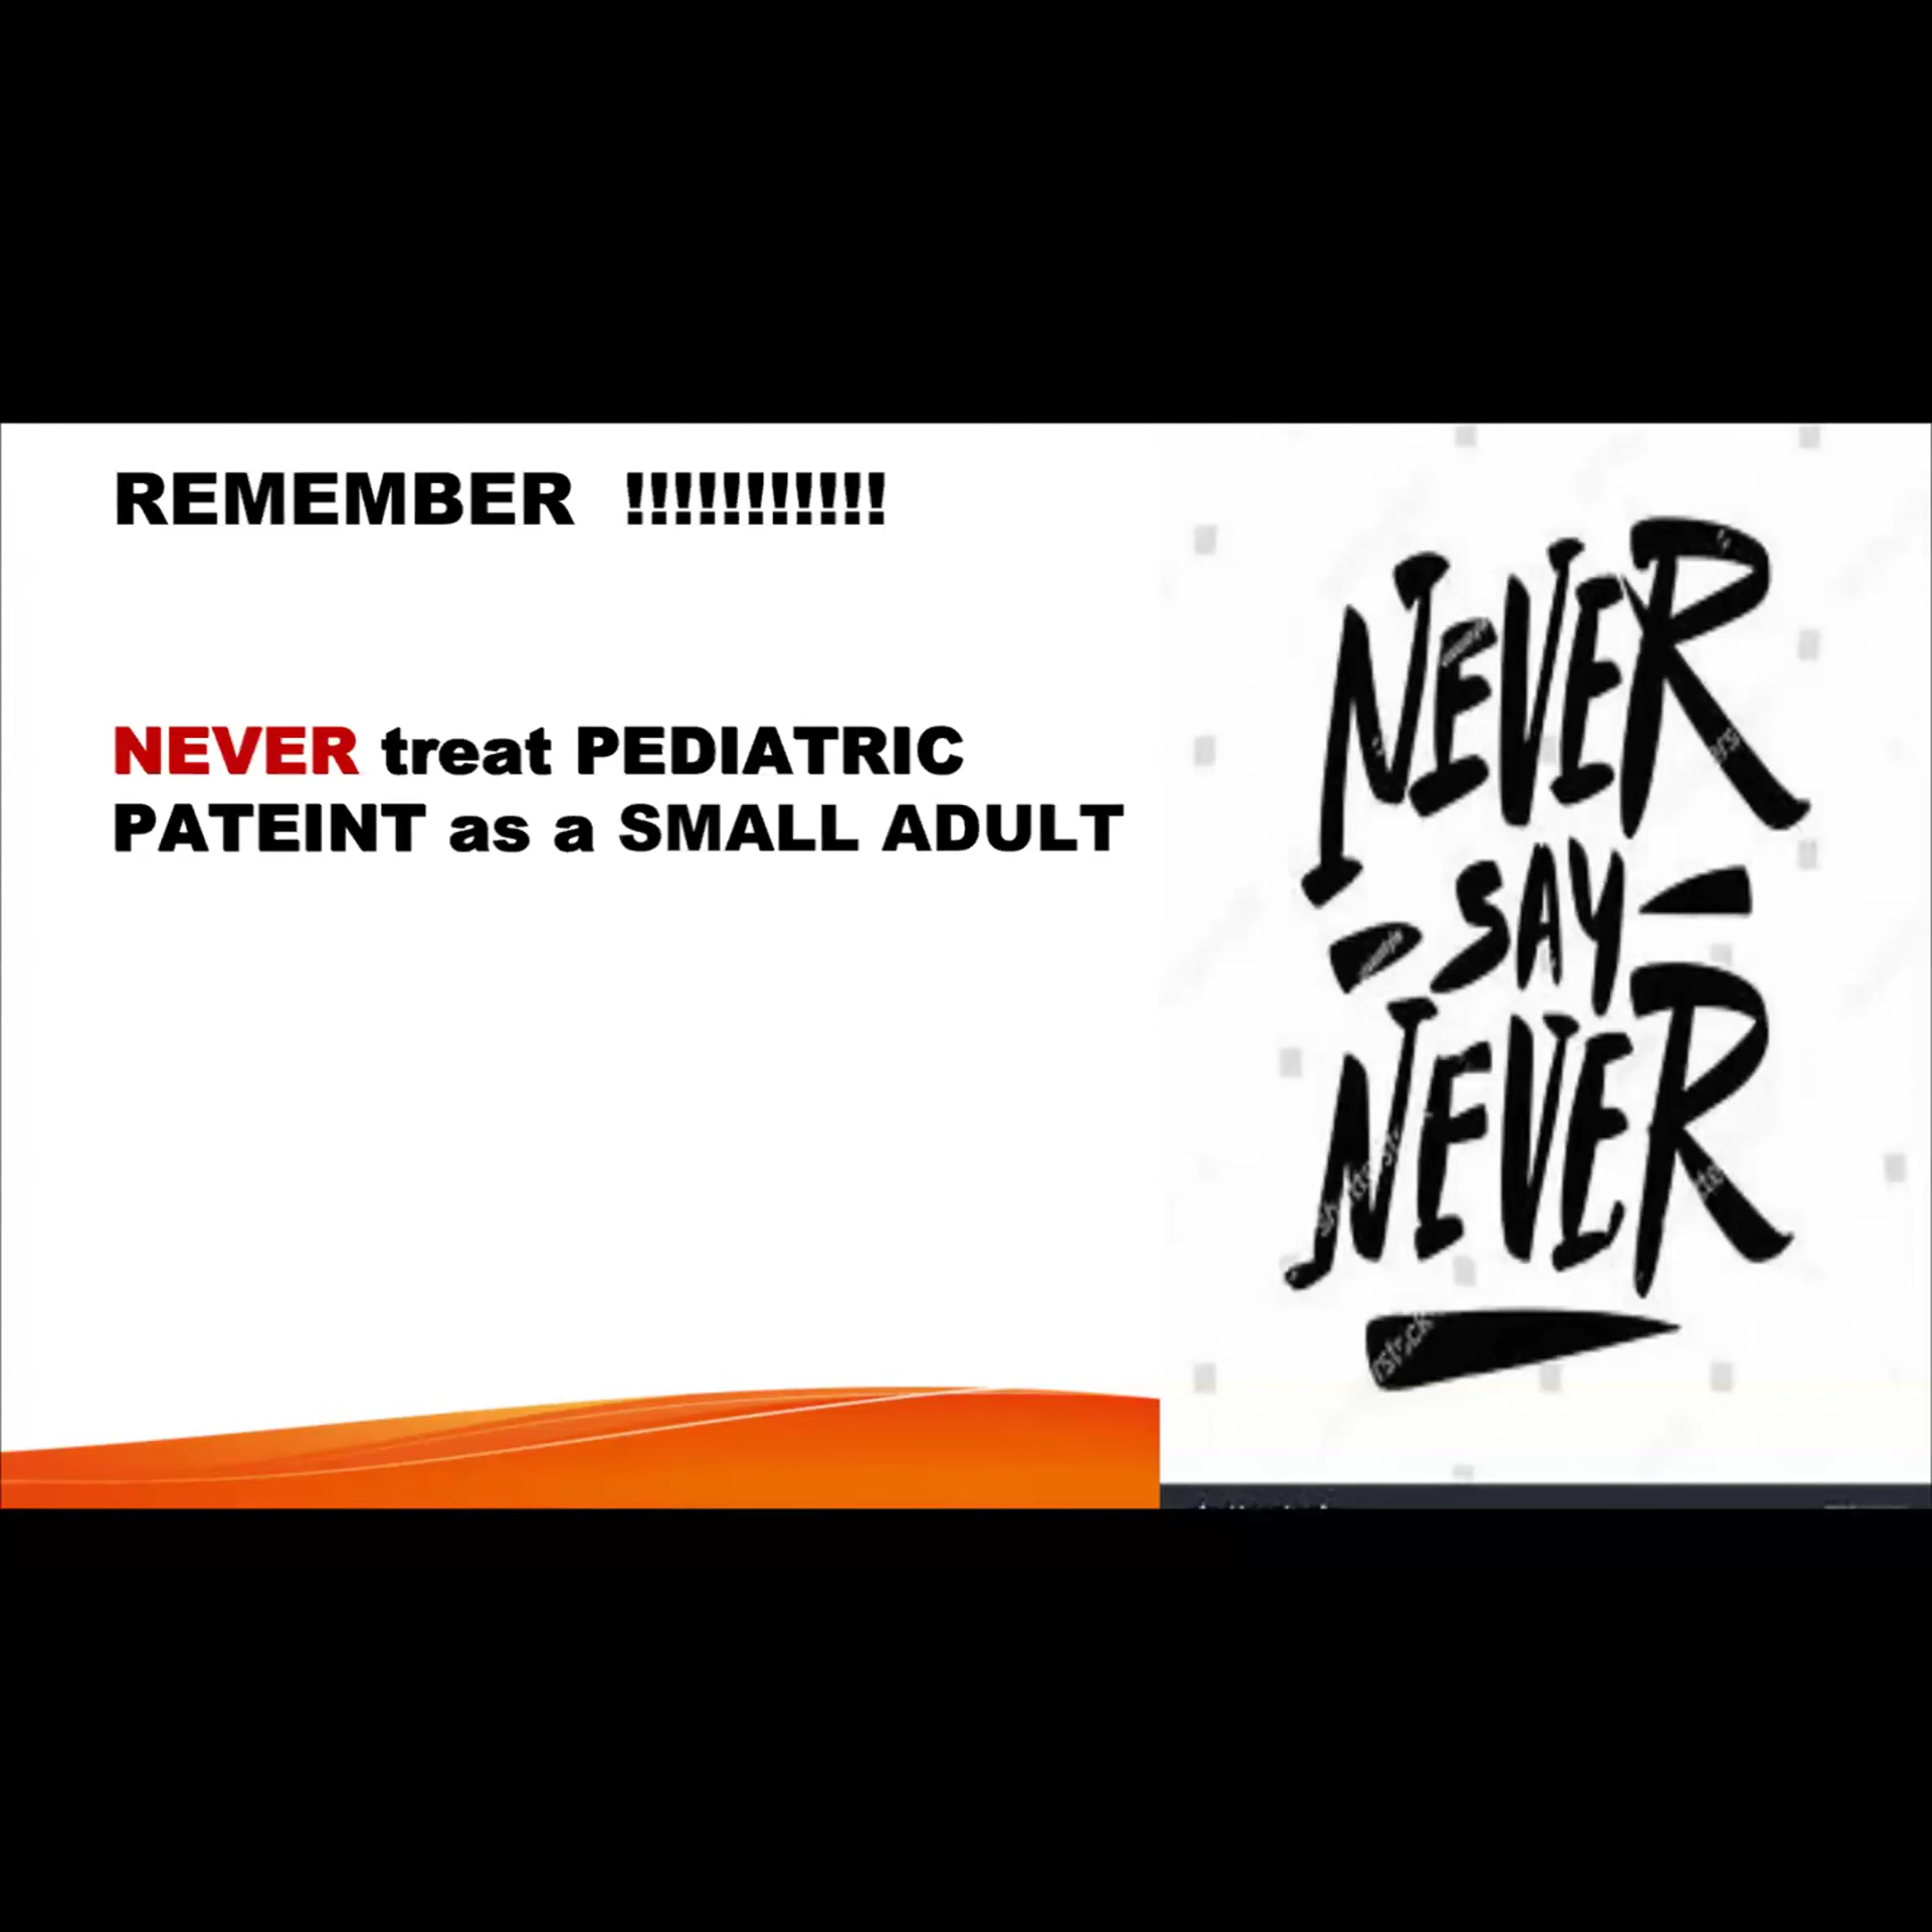 REMEMBER !!!!!!!!!!!
NEVER treat PEDIATRIC
PATEINT as a SMALL ADULT
NEVER
SAY
NEVER